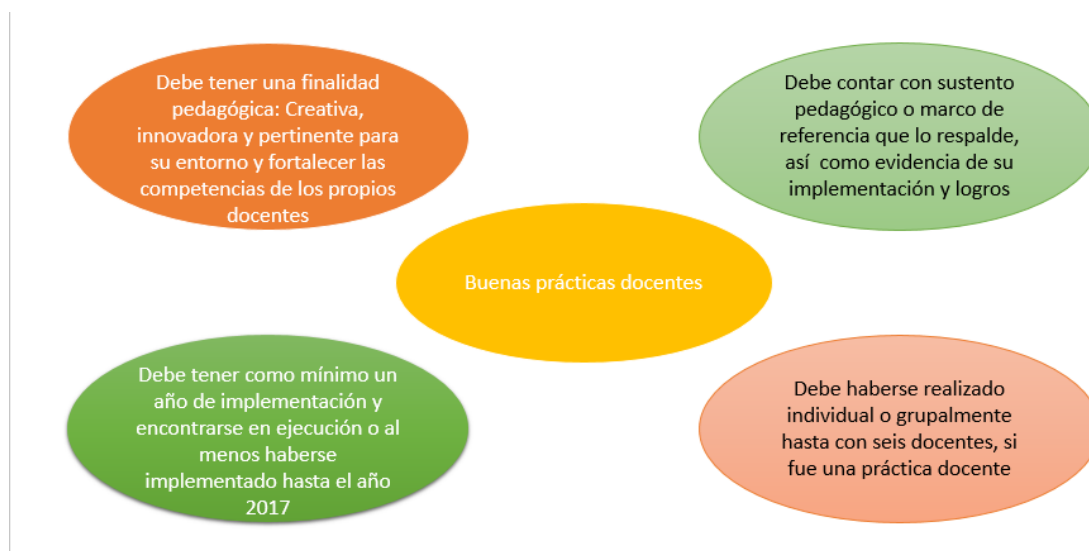 Debe tener una finalidad
pedagógica: Creativa,
innovadora y pertinente para
su entorno y fortalecer las
competencias de los propios
docentes
Debe contar con sustento
pedagógico o marco de
referencia que lo respalde,
así como evidencia de su
implementación y logros
Buenas prácticas docentes
Debe tener como mínimo un
año de implementación y
encontrarse en ejecución o al
menos haberse
implementado hasta el año
2017
Debe haberse realizado
individual o grupalmente
hasta con seis docentes, si
fue una práctica docente